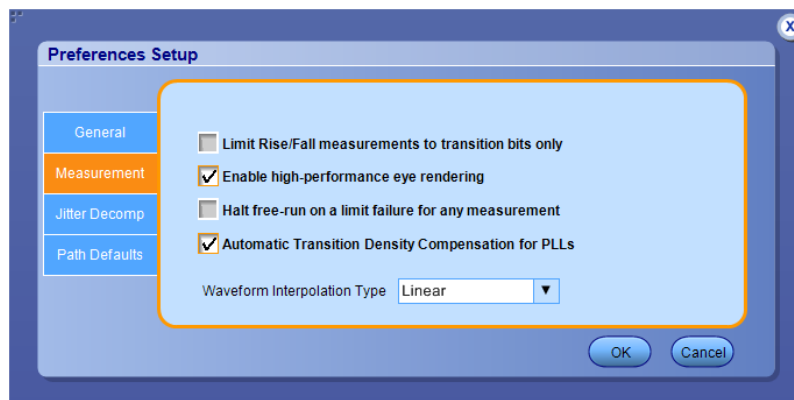 X
Preferences Setup
General
Measurement
Jitter Decomp
Path Defaults
Limit Rise/Fall measurements to transition bits only
Enable high-performance eye rendering
Halt free-run on a limit failure for any measurement
Automatic Transition Density Compensation for PLLs
Waveform Interpolation Type Linear
OK Cancel